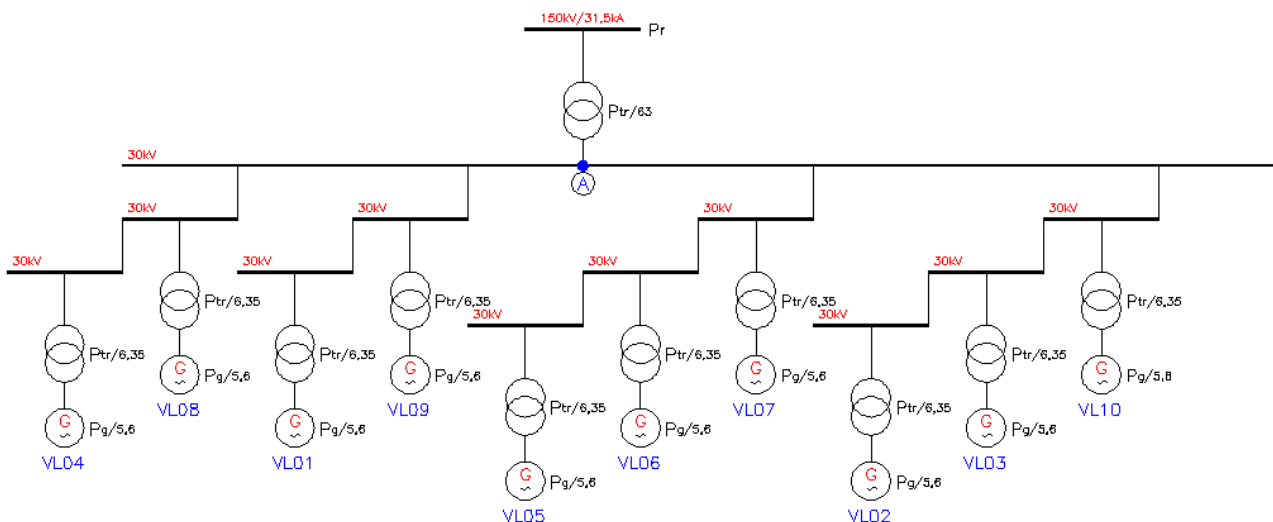 150kV/31,5kA
Pr
Ptr/63
30kV
A
30kV
30kV
30kV
30kV
30kV
30kV
30kV
30kV
30kV
30kV
Ptr/6,35
Ptr/6,35
Ptr/6,35
Ptr/6,35
Ptr/6,35
Ptr/6,35
Ptr/6,35
Ptr/6,35
Ptr/6,35
Ptr/6,35
G
~
Pg/5,6
VL08
G
~
Pg/5,6
VL09
G
~
Pg/5,6
VL07
G
~
Pg/5,8
VL10
G
~
Pg/5,6
VL04
G
~
Pg/5,6
VL01
G
~
Pg/5,6
VL06
G
~
Pg/5,6
VL03
G
~
Pg/5,6
VL05
G
~
Pg/5,6
VL02